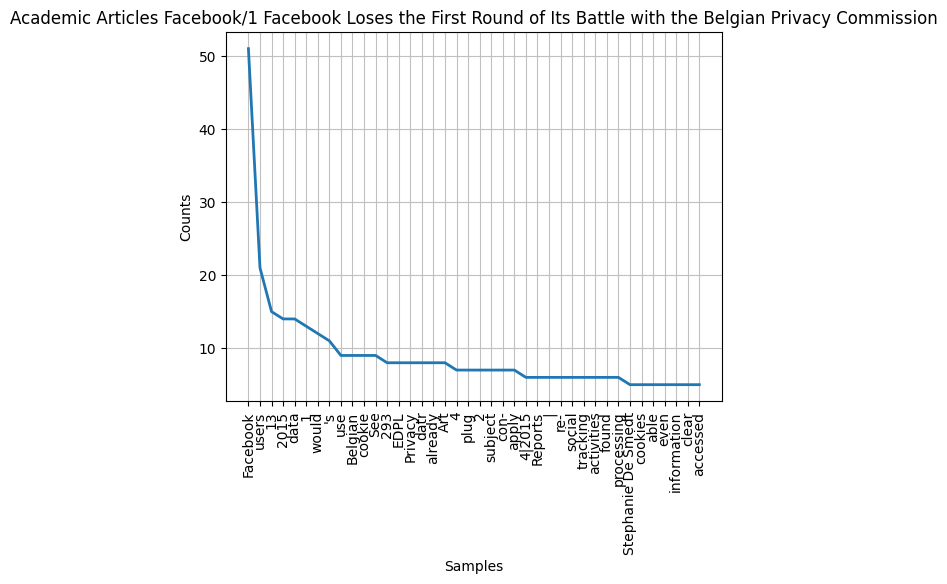 Academic Articles Facebook/1 Facebook Loses the First Round of Its Battle with the Belgian Privacy Commission
50
40
30
20
10
Counts
Facebook
users
13
2015
data
1
would
's
use
Belgian
cookie
See
293
EDPL
Privacy
datr
already
Art
4
plug
2
subject
con-
apply
4|2015
Reports
|
re-
social
tracking
activities
found
processing
Stephanie De Smedt
cookies
able
even
information
clear
accessed
Samples